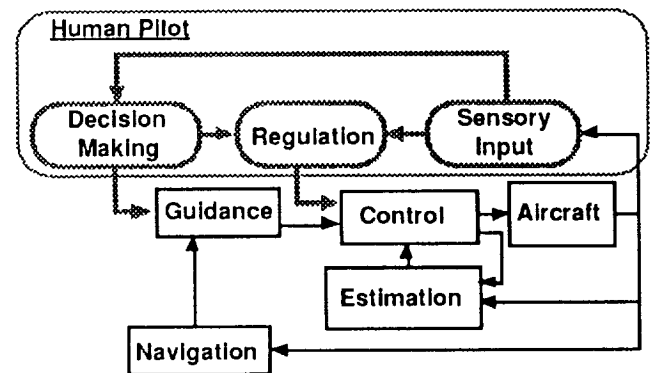 Human Pilot
Decision
Making
Regulation
Sensory
Input
Guidance
Control
Aircraft
Estimation
Navigation